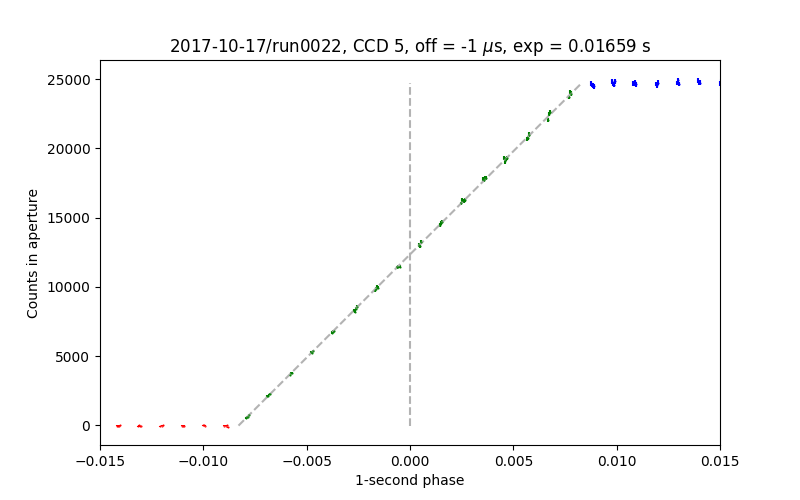 2017-10-17/run0022, CCD 5, off = -1 μs, exp = 0.01659 s
25000
20000
15000
10000
5000
0
Counts in aperture
−0.015 −0.010 −0.005 0.000 0.005 0.010 0.015
1-second phase